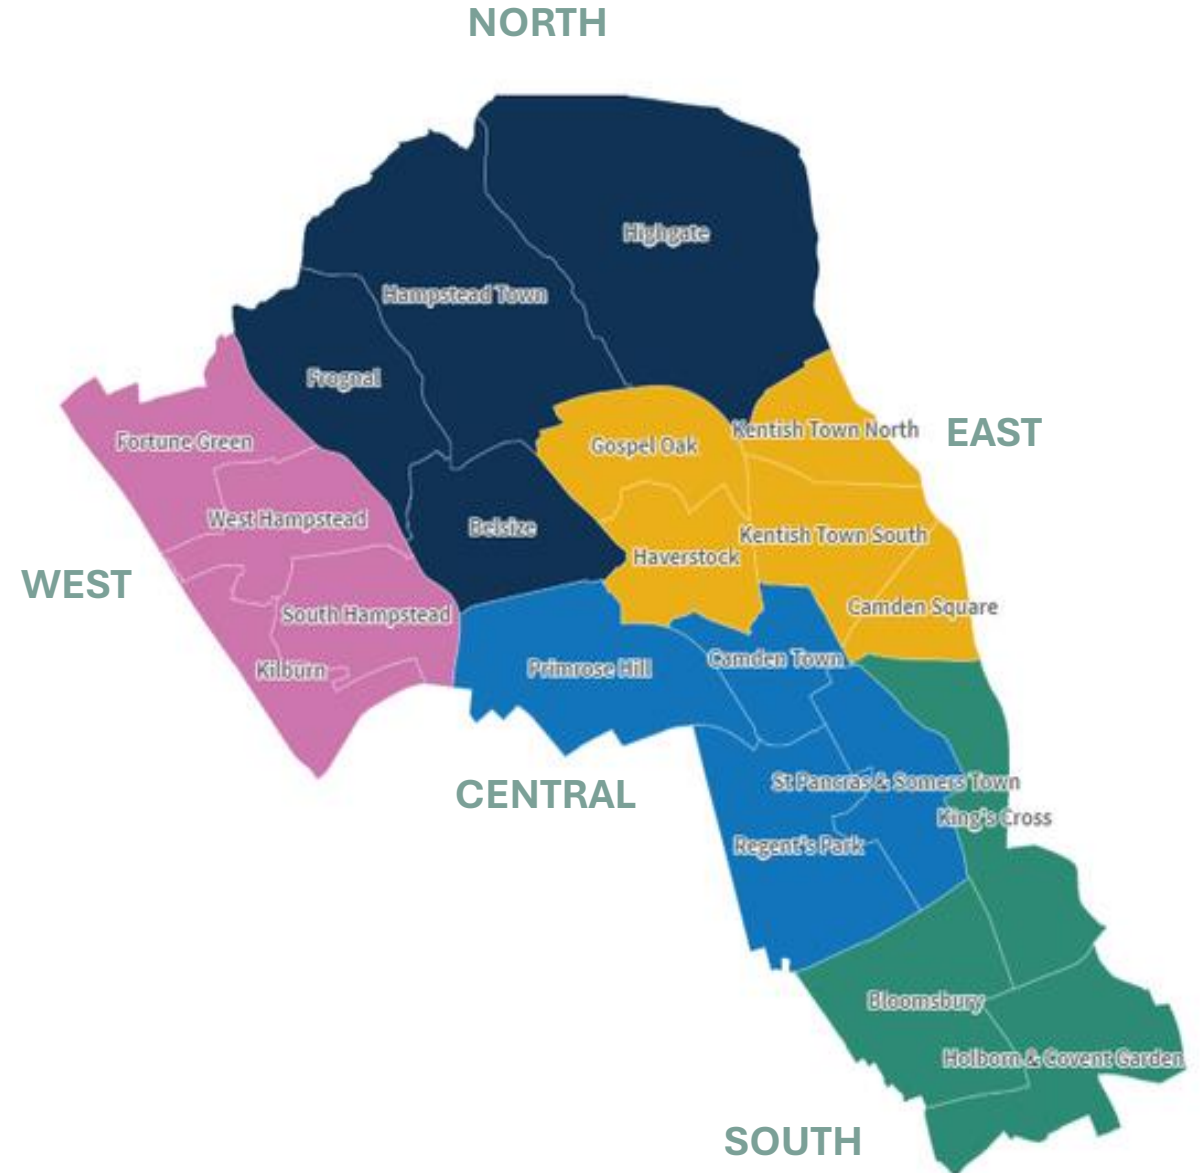 NORTH
Highgate
Hampstead Town
Frognal
Kentish Town North
EAST
Fortune Green
Gospel Oak
West Hampstead
Belsize
Kentish Town South
Haverstock
WEST
Camden Square
South Hampstead
Camden Town
Primrose Hill
Kilburn
St Pancras & Somers Town
CENTRAL
King's Cross
Regent's Park
Bloomsbury
Holborn & Covent Garden
SOUTH